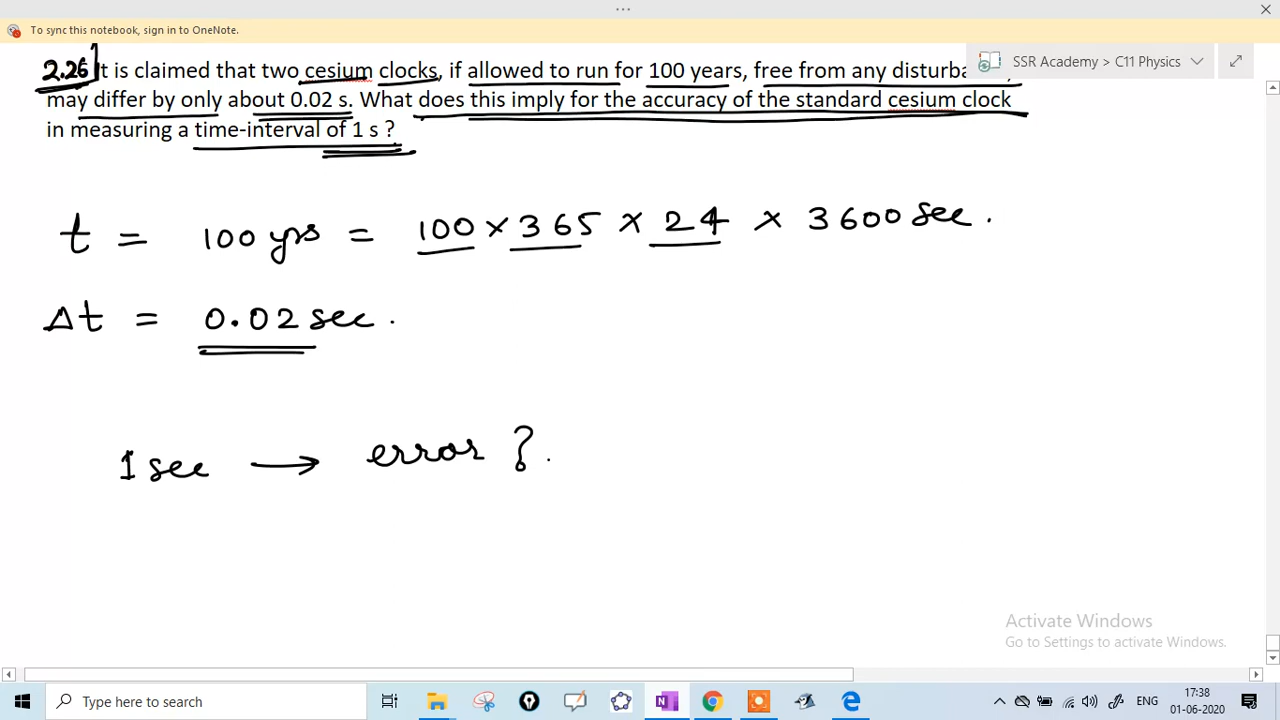 To sync this notebook, sign in to OneNote.
SSR Academy > C11 Physics
2.26 It is claimed that two cesium clocks, if allowed to run for 100 years, free from any
may differ by only about 0.02 s. What does this imply for the accuracy of the standard cesium clock
in measuring a time-interval of 1 s ?
t = 100 yrs = 100 × 365 × 24 × 3600 sec.
Δt = 0.02 sec.
1 sec → error ?
Activate Windows
Go to Settings to activate Windows.
Type here to search
ENG
17:38
01-06-2020